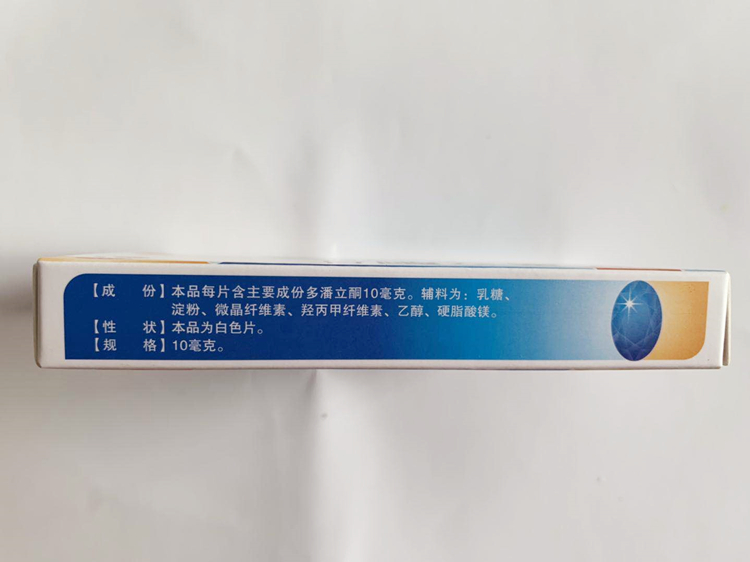 【成 份】本品每片含主要成份多潘立酮10毫克。辅料为：乳糖、
淀粉、微晶纤维素、羟丙甲纤维素、乙醇、硬脂酸镁。
【性 状】本品为白色片。
【规 格】10毫克。